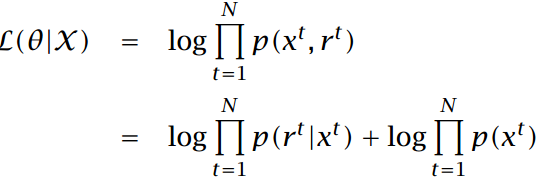 ℒ(θ|𝒳) = log ∏_{t=1}^{N} p(x^t, r^t)
= log ∏_{t=1}^{N} p(r^t|x^t) + log ∏_{t=1}^{N} p(x^t)